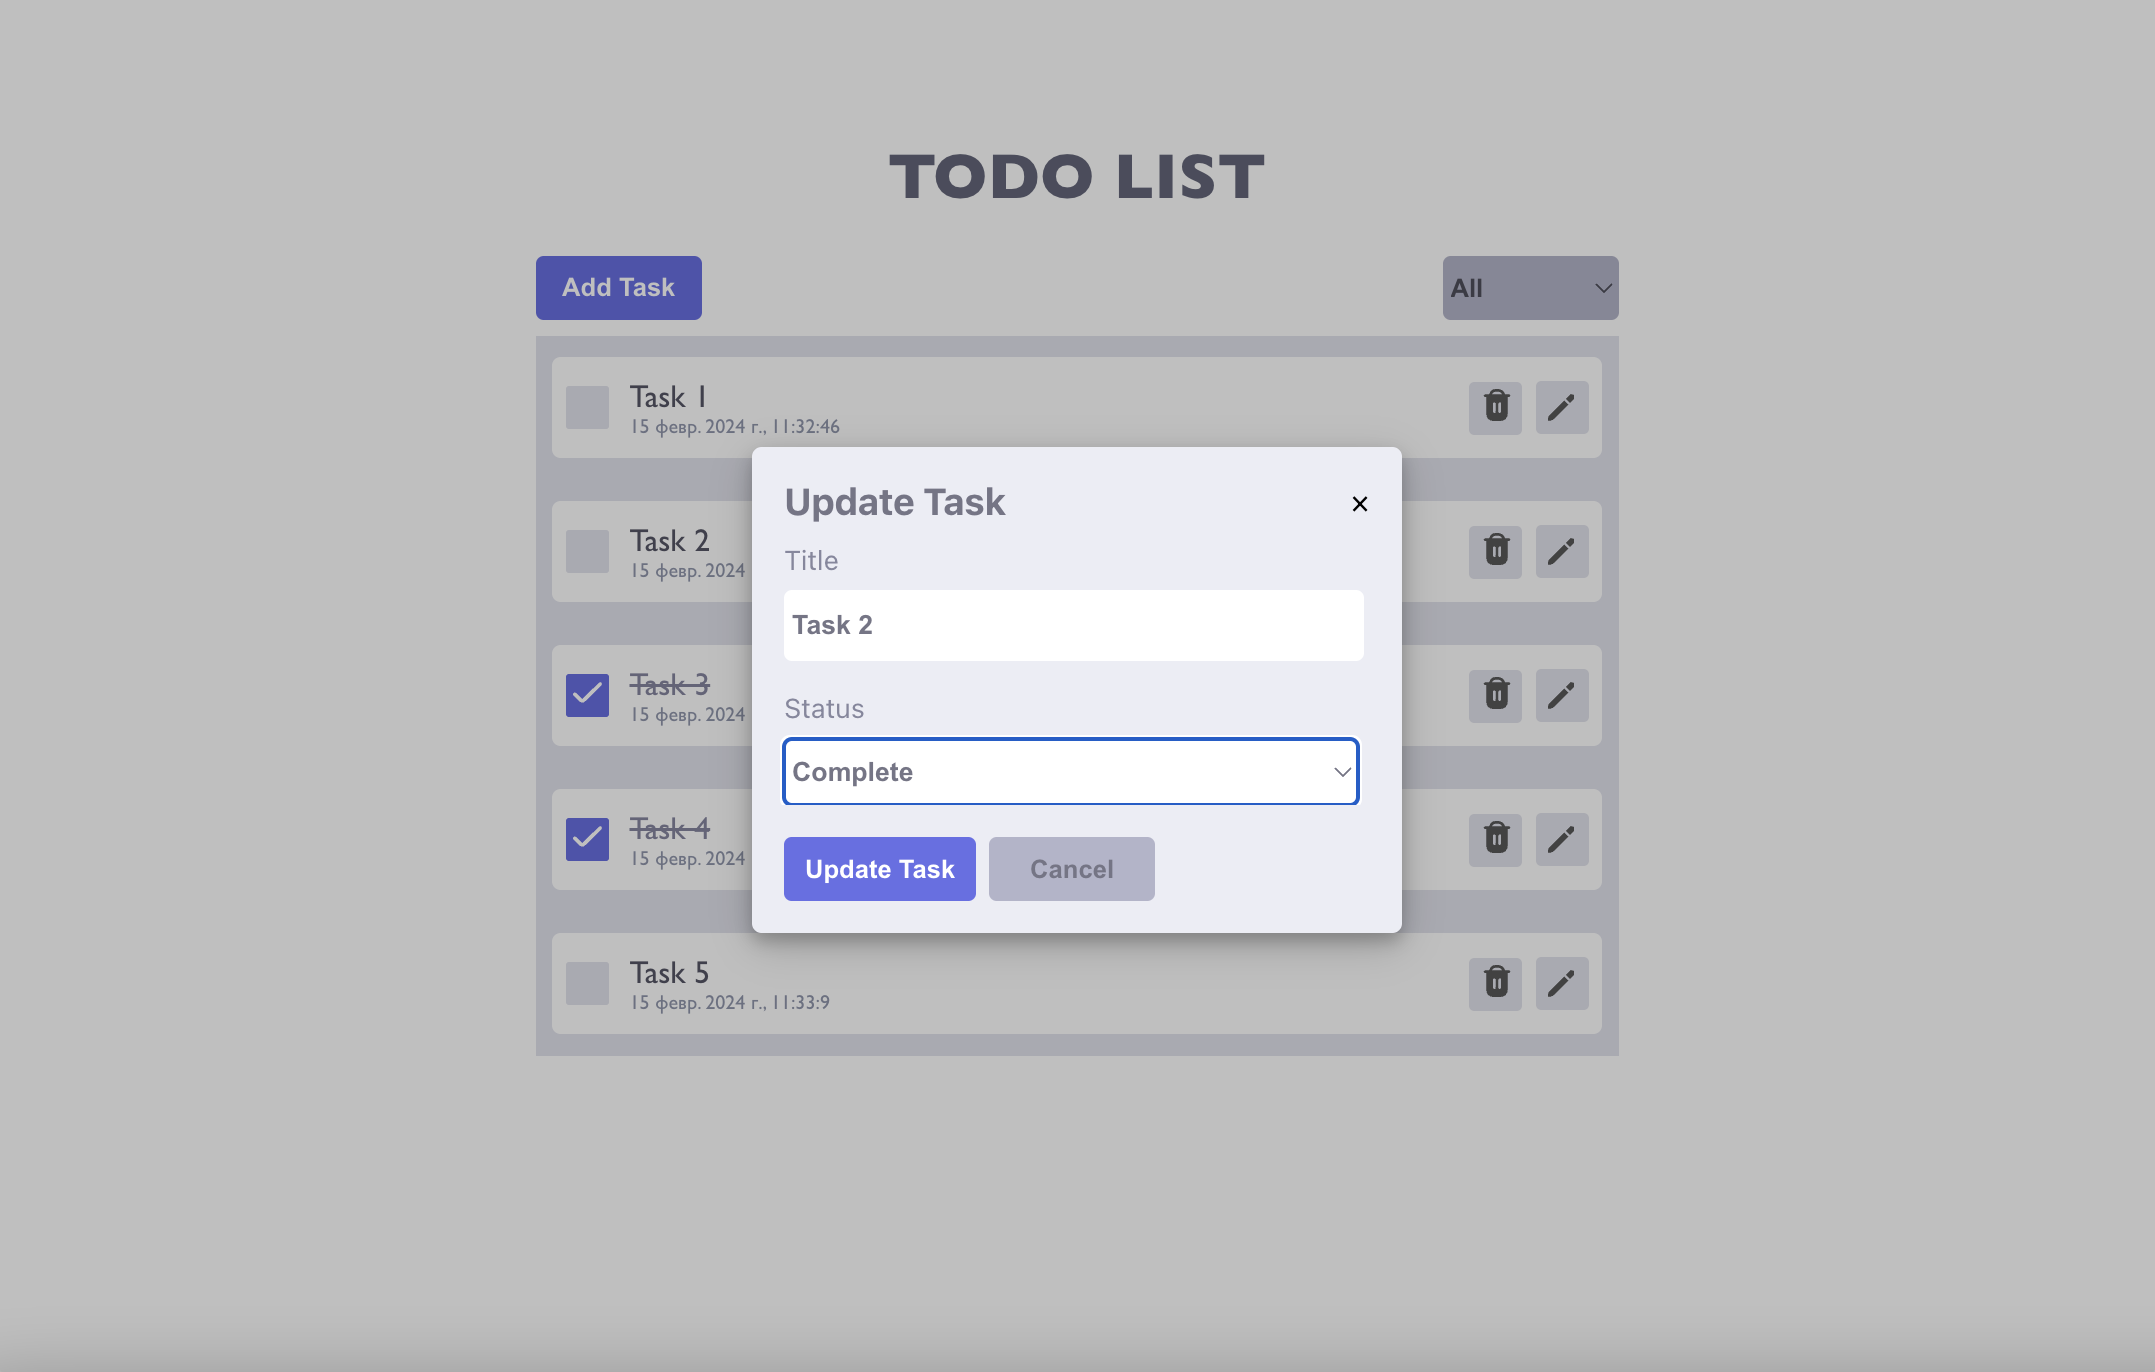 TODO LIST
Add Task
All
Task 1
15 февр. 2024 г., 11:32:46
Task 2
15 февр. 2024
Task 3
15 февр. 2024
Task 4
15 февр. 2024
Task 5
15 февр. 2024 г., 11:33:9
Update Task
Title
Task 2
Status
Complete
Update Task
Cancel